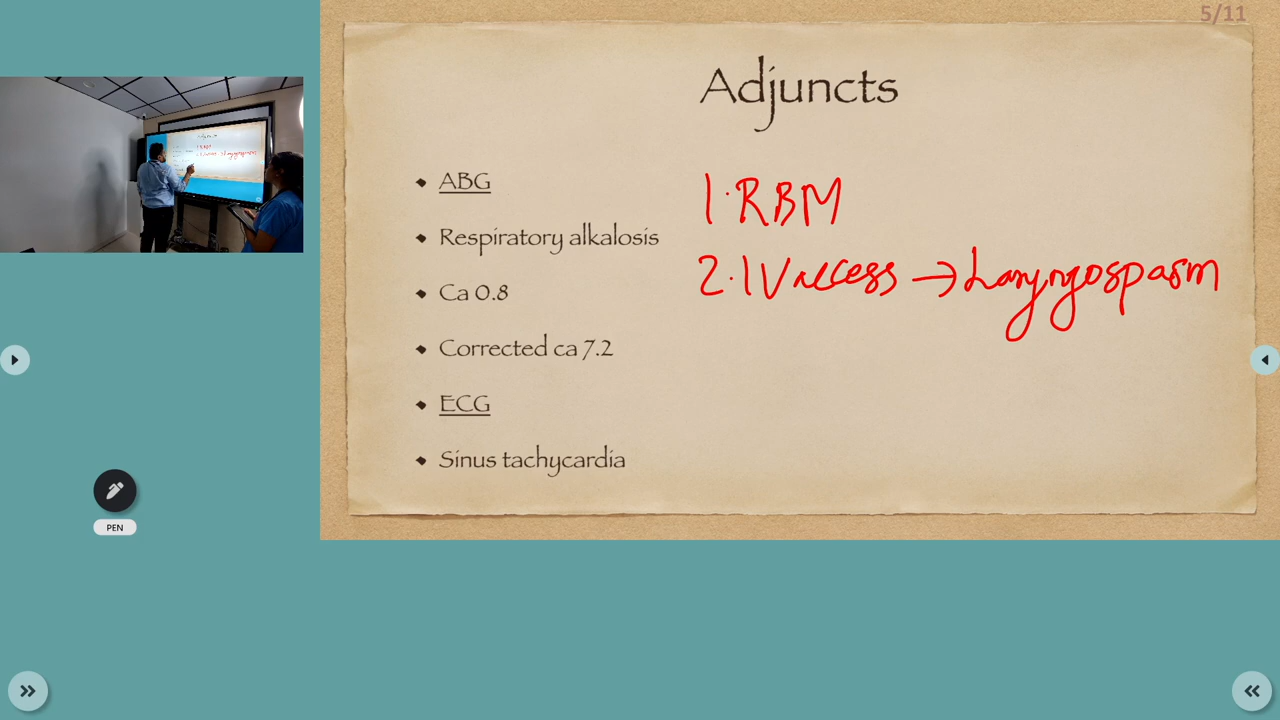 5/11
Adjuncts
ABG
Respiratory alkalosis
Ca 0.8
Corrected ca 7.2
ECG
Sinus tachycardia
1. RBM
2. IV access → Laryngospasm
PEN